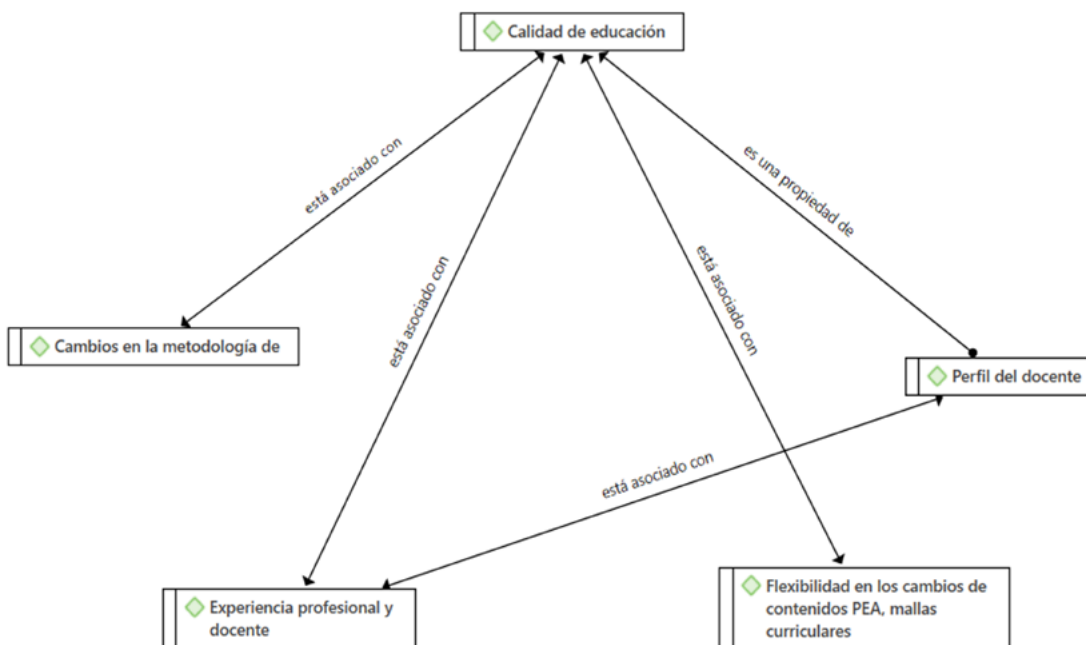 Calidad de educación
está asociado con
es una propiedad de
está asociado con
está asociado con
Cambios en la metodología de
Perfil del docente
está asociado con
Experiencia profesional y
docente
Flexibilidad en los cambios de
contenidos PEA, mallas
curriculares